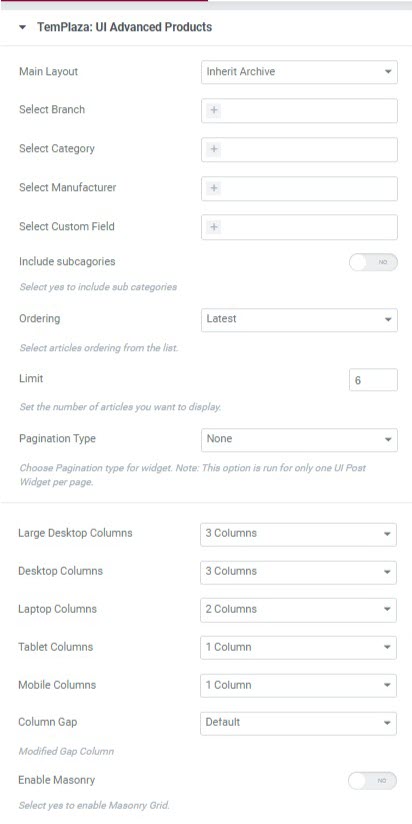 TemPlaza: UI Advanced Products
Main Layout Inherit Archive
Select Branch +
Select Category +
Select Manufacturer +
Select Custom Field +
Include subcagories NO
Select yes to include sub categories
Ordering Latest
Select articles ordering from the list.
Limit 6
Set the number of articles you want to display.
Pagination Type None
Choose Pagination type for widget. Note: This option is run for only one UI Post
Widget per page.
Large Desktop Columns 3 Columns
Desktop Columns 3 Columns
Laptop Columns 2 Columns
Tablet Columns 1 Column
Mobile Columns 1 Column
Column Gap Default
Modified Gap Column
Enable Masonry NO
Select yes to enable Masonry Grid.